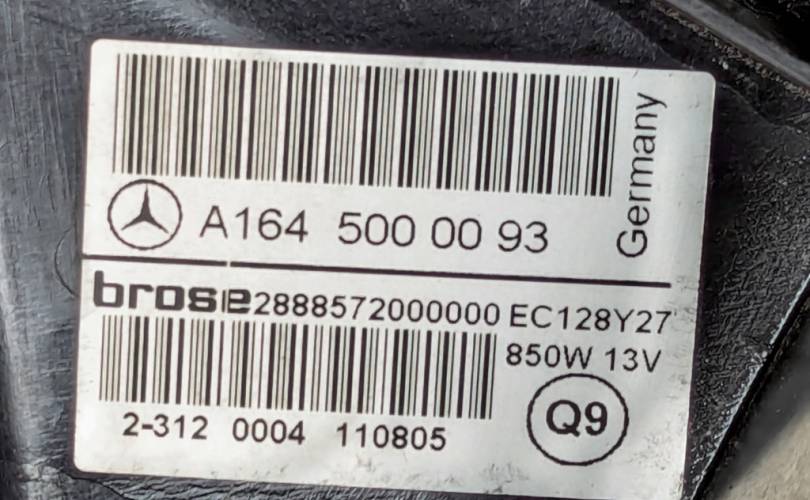 A164 500 00 93
Germany
brose 2888572000000 EC128Y27
850W 13V
Q9
2-312 0004 110805